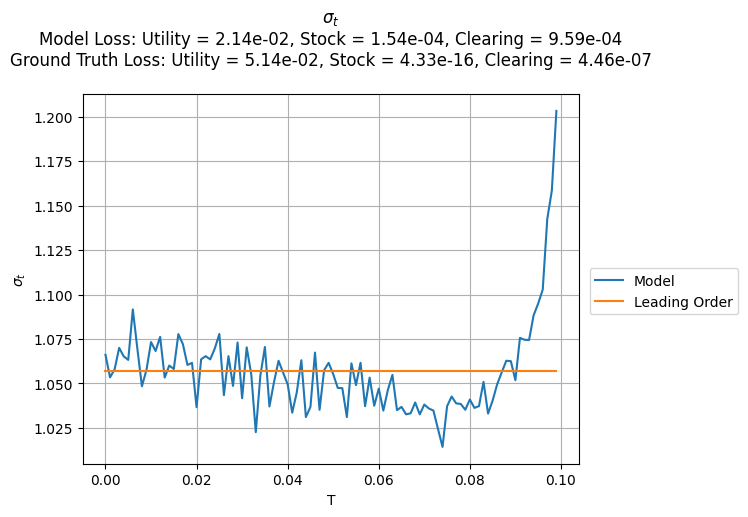 σₜ
Model Loss: Utility = 2.14e-02, Stock = 1.54e-04, Clearing = 9.59e-04
Ground Truth Loss: Utility = 5.14e-02, Stock = 4.33e-16, Clearing = 4.46e-07
1.200
1.175
1.150
1.125
1.100
1.075
1.050
1.025
σₜ
0.00 0.02 0.04 0.06 0.08 0.10
T
Model
Leading Order